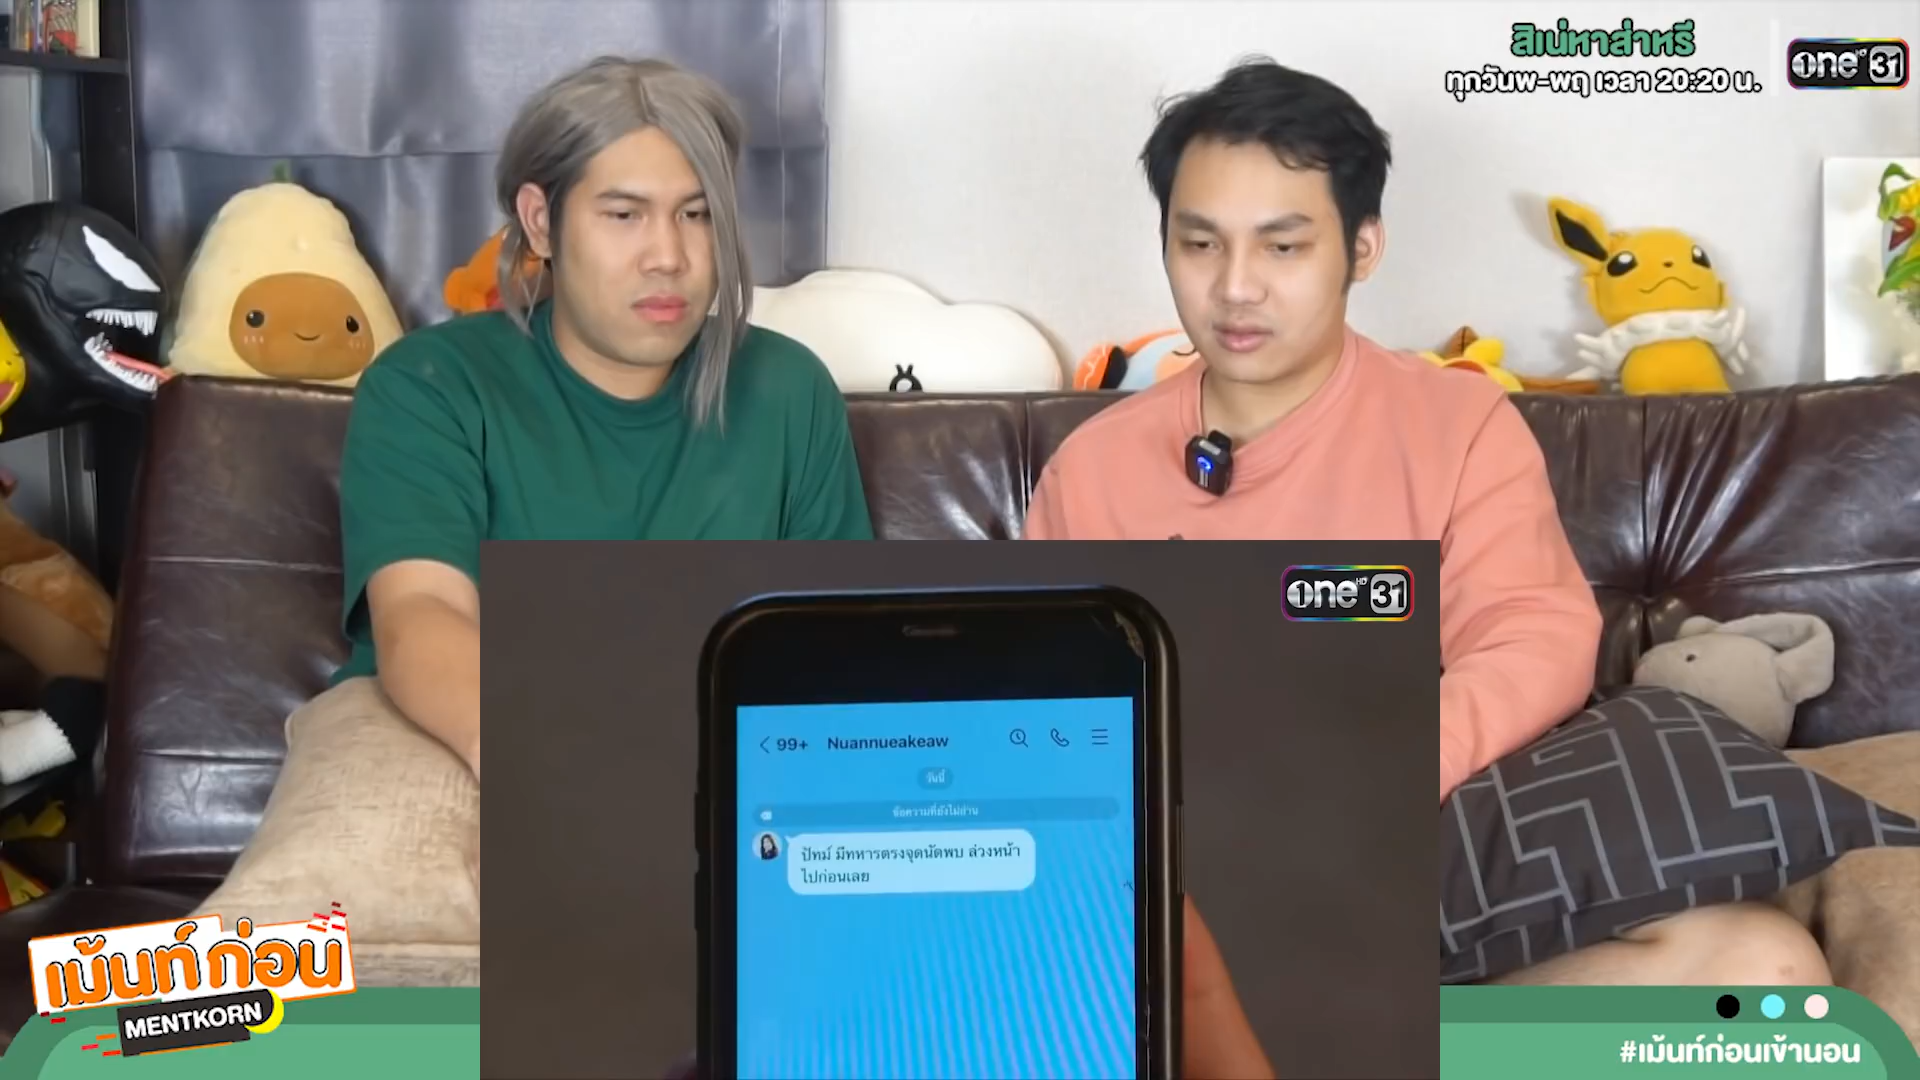 สิเน่หาส่าหรี
ทุกวันพ-พฤ เวลา 20:20 น.
one HD 31
one HD 31
99+ Nuannueakeaw
วันนี้
ข้อความที่ยังไม่อ่าน
ปัทม์ มีทหารตรงจุดนัดพบ ล่วงหน้า
ไปก่อนเลย
เม้นท์ก่อน
MENTKORN
#เม้นท์ก่อนเข้านอน